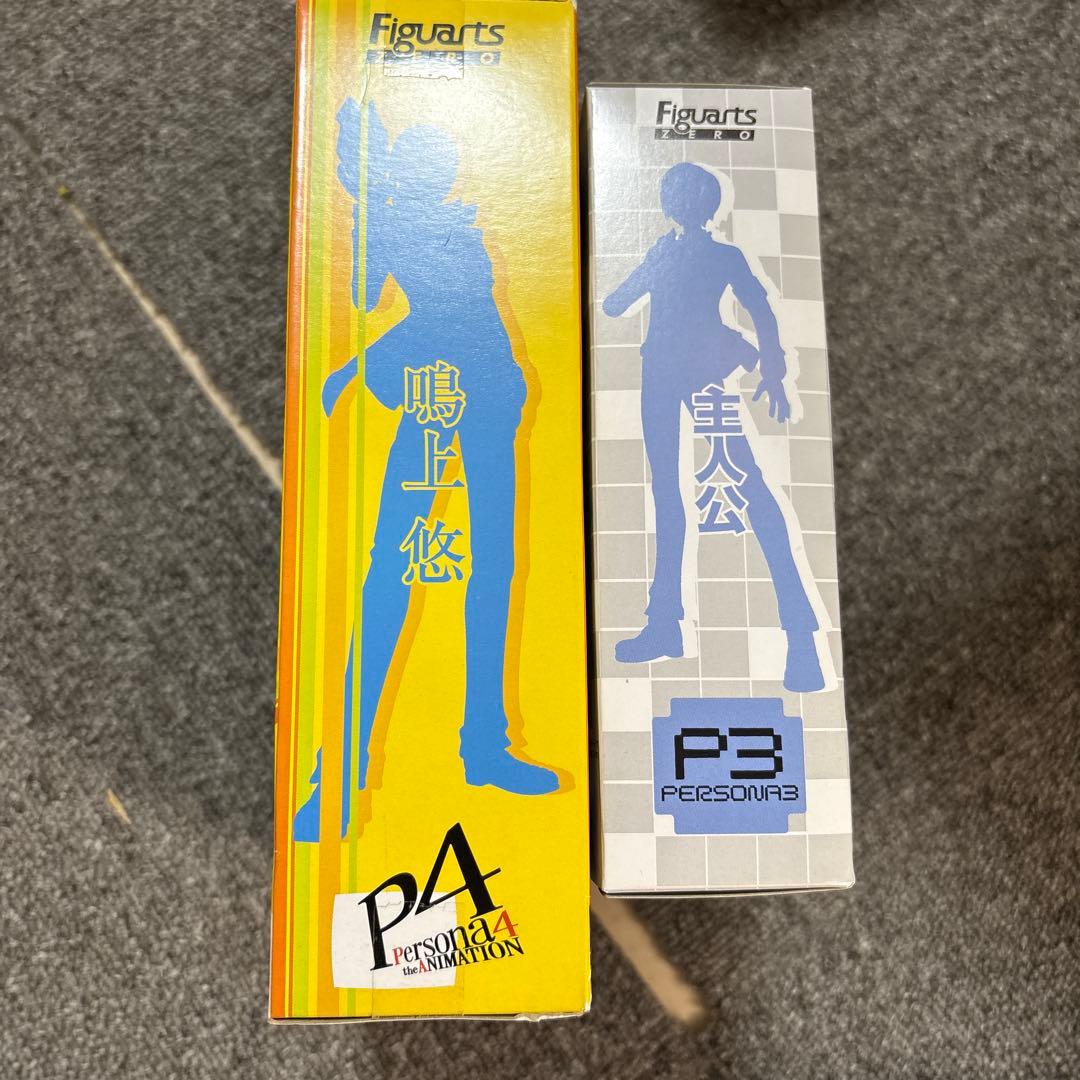 Figuarts
ZERO
鳴上 悠
P4
Persona4
the ANIMATION
Figuarts
ZERO
主人公
P3
PERSONA3